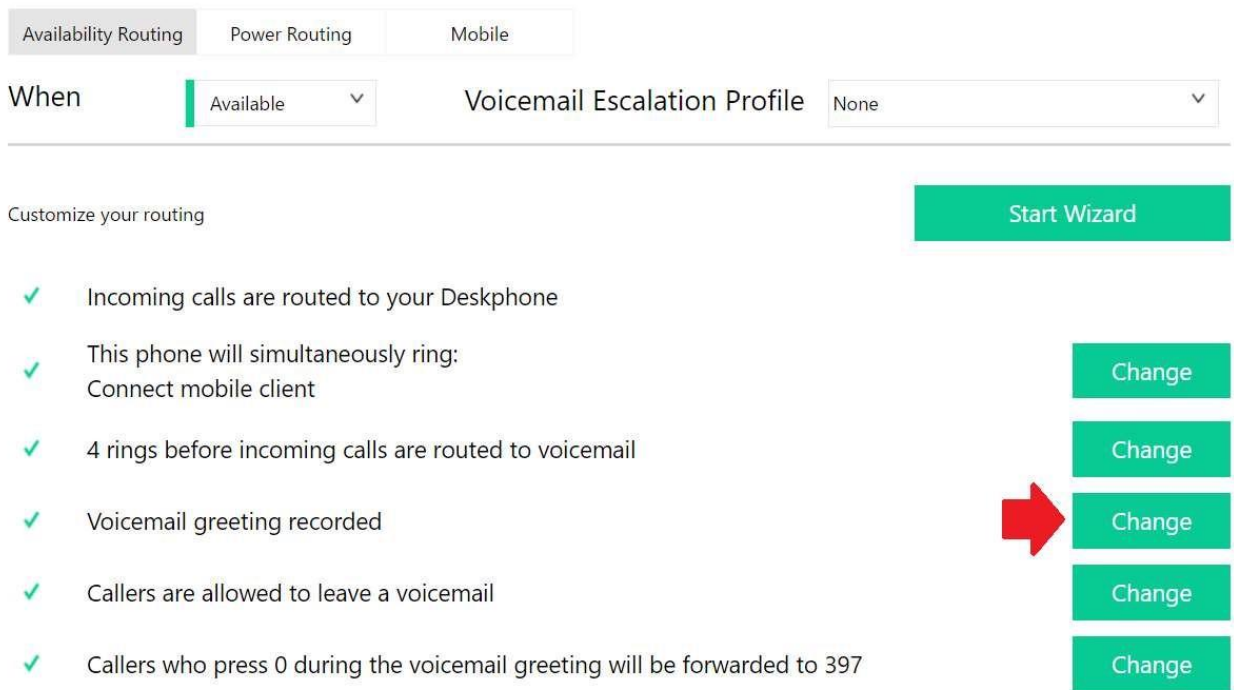 Availability Routing Power Routing Mobile
When Available Voicemail Escalation Profile None
Customize your routing Start Wizard
Incoming calls are routed to your Deskphone
This phone will simultaneously ring:
Connect mobile client Change
4 rings before incoming calls are routed to voicemail Change
Voicemail greeting recorded Change
Callers are allowed to leave a voicemail Change
Callers who press 0 during the voicemail greeting will be forwarded to 397 Change